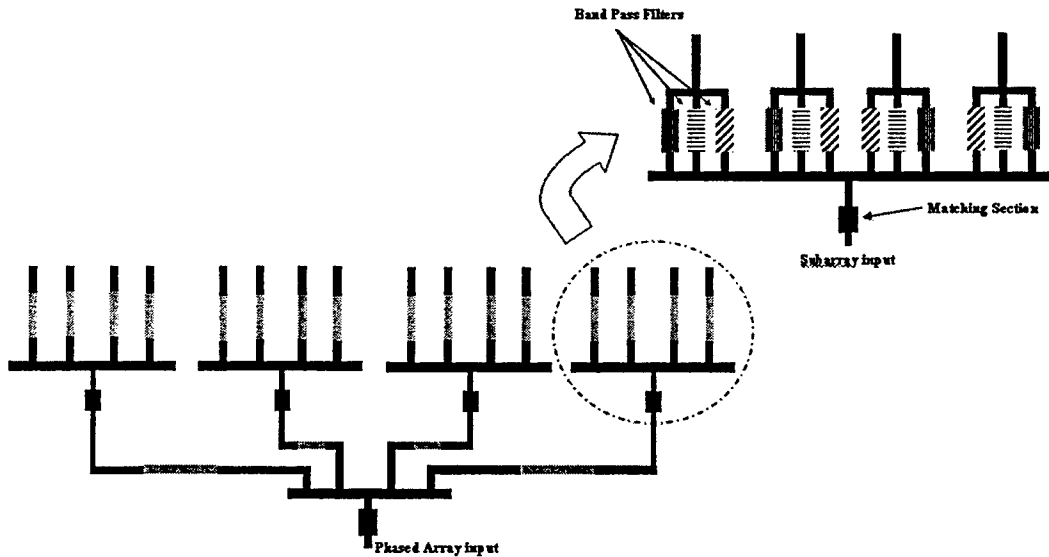 Band Pass Filters
Matching Section
Subarray input
Phased Array input